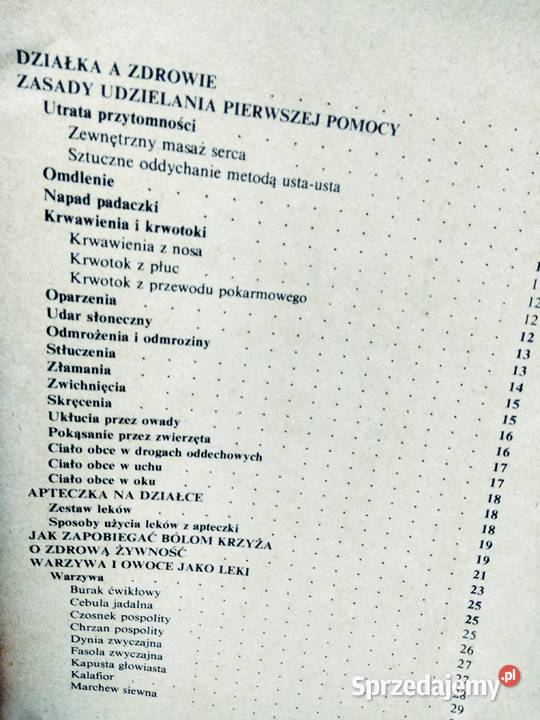 DZIAŁKA A ZDROWIE
ZASADY UDZIELANIA PIERWSZEJ POMOCY
Utrata przytomności
Zewnętrzny masaż serca
Sztuczne oddychanie metodą usta-usta
Omdlenie
Napad padaczki
Krwawienia i krwotoki
Krwawienia z nosa
Krwotok z płuc
Krwotok z przewodu pokarmowego
Oparzenia
Udar słoneczny
Odmrożenia i odmroziny
Stłuczenia
Złamania
Zwichnięcia
Skręcenia
Ukłucia przez owady
Pokąsanie przez zwierzęta
Ciało obce w drogach oddechowych
Ciało obce w uchu
Ciało obce w oku
APTECZKA NA DZIAŁCE
Zestaw leków
Sposoby użycia leków z apteczki
JAK ZAPOBIEGAĆ BÓLOM KRZYŻA
O ZDROWĄ ŻYWNOŚĆ
WARZYWA I OWOCE JAKO LEKI
Warzywa
Burak ćwikłowy
Cebula jadalna
Czosnek pospolity
Chrzan pospolity
Dynia zwyczajna
Fasola zwyczajna
Kapusta głowiasta
Kalafior
Marchew siewna
12
12
12
13
13
14
15
15
16
16
17
17
18
18
18
19
19
21
23
25
25
25
26
27
27
28
29
Sprzedajemy.pl